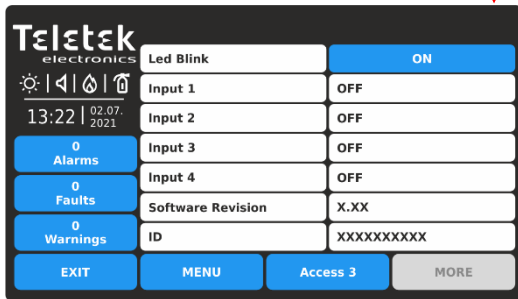 Teletek
electronics
13:22 02.07.
2021
0
Alarms
0
Faults
0
Warnings
Led Blink ON
Input 1 OFF
Input 2 OFF
Input 3 OFF
Input 4 OFF
Software Revision X.XX
ID XXXXXXXXXX
EXIT MENU Access 3 MORE